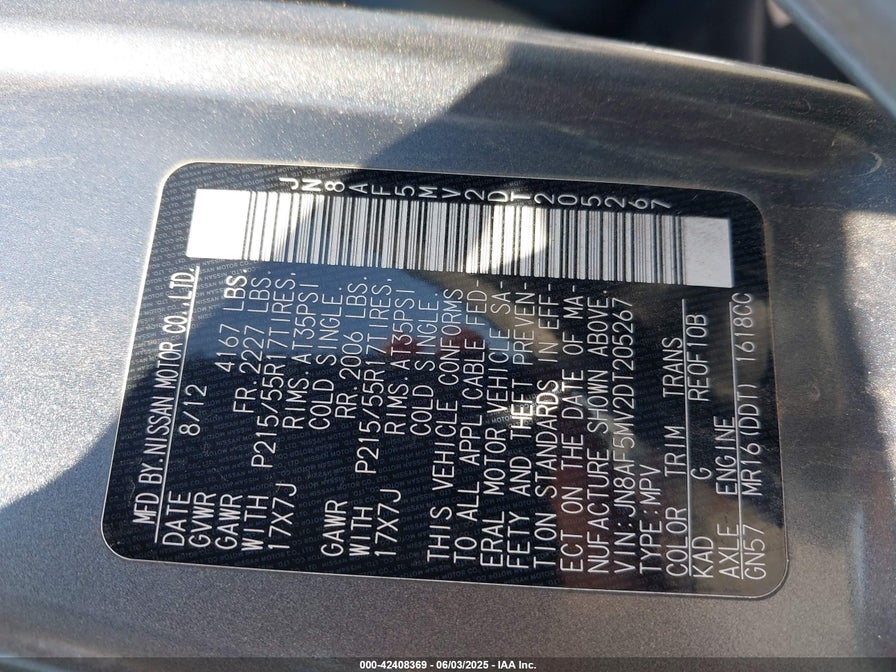 JN8AF5MV2DT205267
MFD BY NISSAN MOTOR CO.,LTD.
DATE 8/12
GVWR 4167 LBS.
GAWR FR. 2227 LBS.
WITH P215/55R17TIRES,
17X7J RIMS,AT35PSI
COLD SINGLE.
GAWR RR. 2006 LBS.
WITH P215/55R17TIRES,
17X7J RIMS,AT35PSI
COLD SINGLE.
THIS VEHICLE CONFORMS
TO ALL APPLICABLE FED-
ERAL MOTOR VEHICLE SA-
FETY AND THEFT PREVEN-
TION STANDARDS IN EFF-
ECT ON THE DATE OF MA-
NUFACTURE SHOWN ABOVE.
VIN:JN8AF5MV2DT205267
TYPE:MPV
COLOR TRIM TRANS
KAD G RE0F10B
AXLE ENGINE
GN57 MR16(DDT) 1618CC
000-42408369 | 06/03/2025 - IAA Inc.